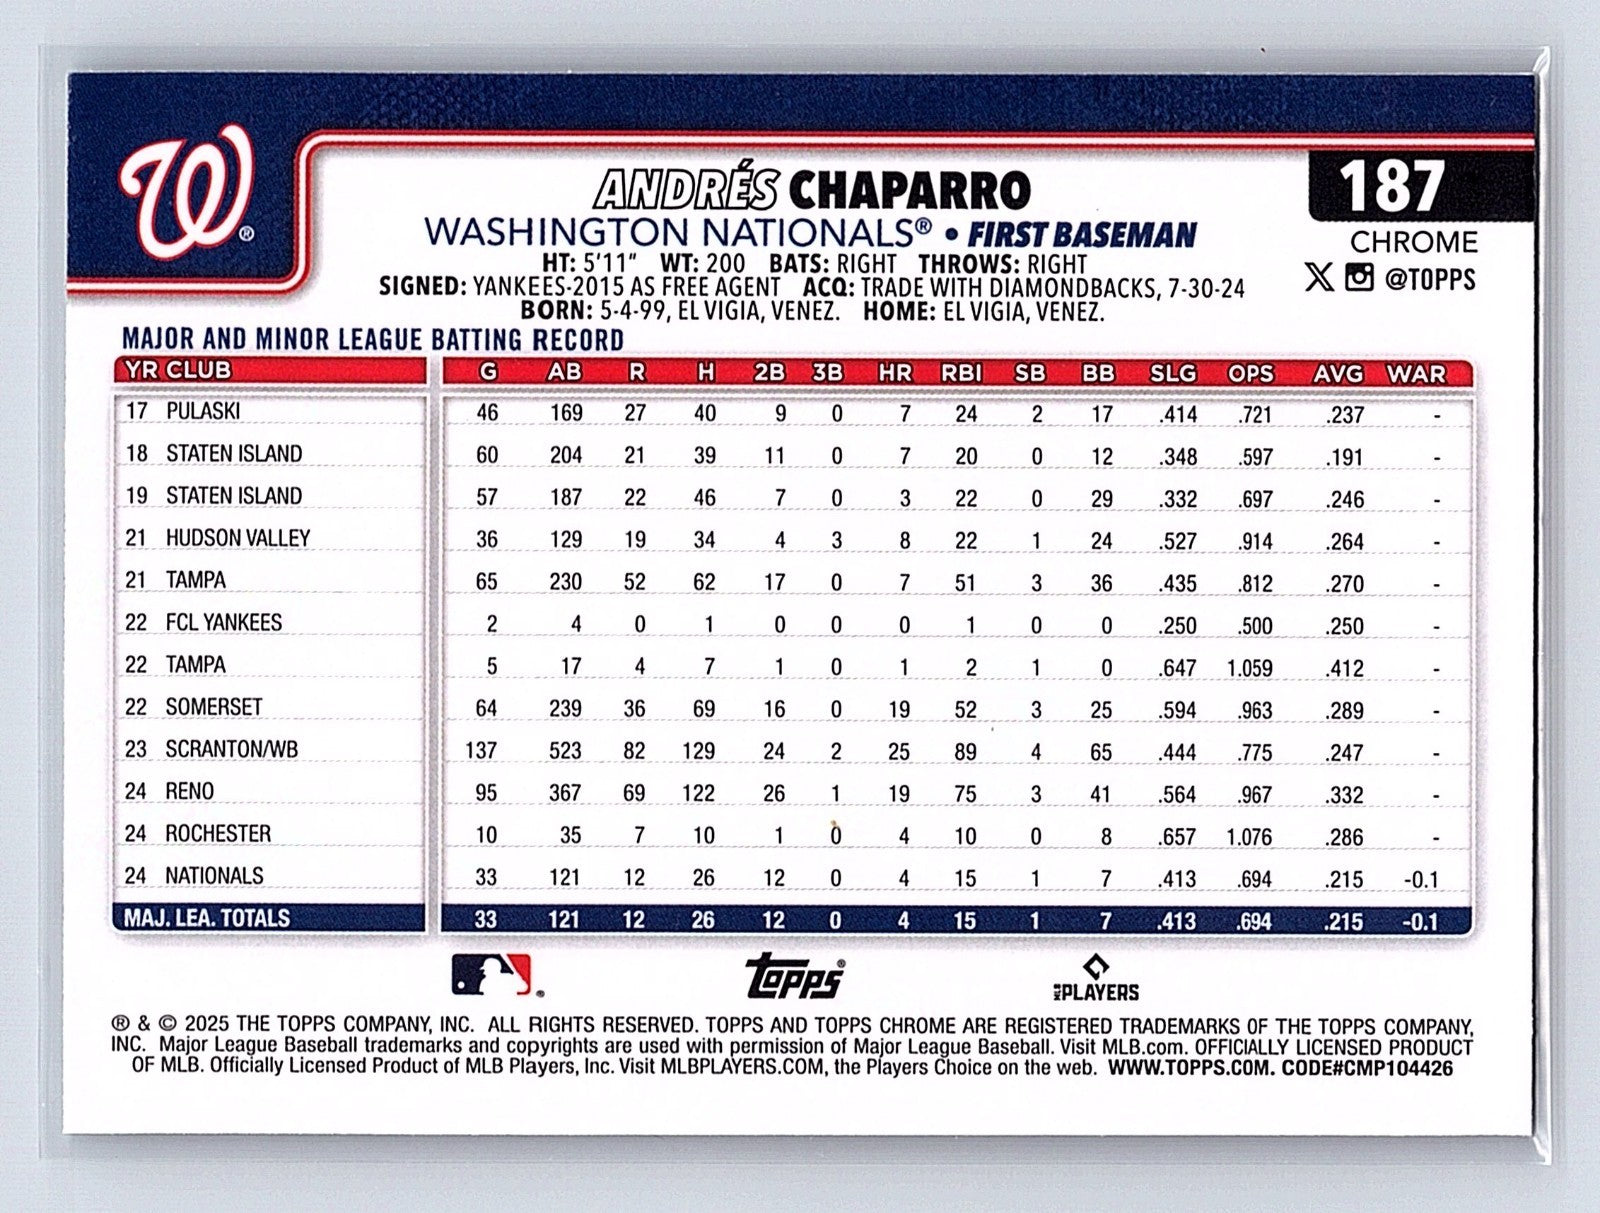 W®
ANDRÉS CHAPARRO
187
WASHINGTON NATIONALS® • FIRST BASEMAN
CHROME
HT: 5'11" WT: 200 BATS: RIGHT THROWS: RIGHT
X @TOPPS
SIGNED: YANKEES-2015 AS FREE AGENT ACQ: TRADE WITH DIAMONDBACKS, 7-30-24
BORN: 5-4-99, EL VIGIA, VENEZ. HOME: EL VIGIA, VENEZ.
MAJOR AND MINOR LEAGUE BATTING RECORD
YR CLUB G AB R H 2B 3B HR RBI SB BB SLG OPS AVG WAR
17 PULASKI 46 169 27 40 9 0 7 24 2 17 .414 .721 .237 -
18 STATEN ISLAND 60 204 21 39 11 0 7 20 0 12 .348 .597 .191 -
19 STATEN ISLAND 57 187 22 46 7 0 3 22 0 29 .332 .697 .246 -
21 HUDSON VALLEY 36 129 19 34 4 3 8 22 1 24 .527 .914 .264 -
21 TAMPA 65 230 52 62 17 0 7 51 3 36 .435 .812 .270 -
22 FCL YANKEES 2 4 0 1 0 0 0 1 0 0 .250 .500 .250 -
22 TAMPA 5 17 4 7 1 0 1 2 1 0 .647 1.059 .412 -
22 SOMERSET 64 239 36 69 16 0 19 52 3 25 .594 .963 .289 -
23 SCRANTON/WB 137 523 82 129 24 2 25 89 4 65 .444 .775 .247 -
24 RENO 95 367 69 122 26 1 19 75 3 41 .564 .967 .332 -
24 ROCHESTER 10 35 7 10 1 0 4 10 0 8 .657 1.076 .286 -
24 NATIONALS 33 121 12 26 12 0 4 15 1 7 .413 .694 .215 -0.1
MAJ. LEA. TOTALS 33 121 12 26 12 0 4 15 1 7 .413 .694 .215 -0.1
topps® MLB PLAYERS
® & © 2025 THE TOPPS COMPANY, INC. ALL RIGHTS RESERVED. TOPPS AND TOPPS CHROME ARE REGISTERED TRADEMARKS OF THE TOPPS COMPANY,
INC. Major League Baseball trademarks and copyrights are used with permission of Major League Baseball. Visit MLB.com. OFFICIALLY LICENSED PRODUCT
OF MLB. Officially Licensed Product of MLB Players, Inc. Visit MLBPLAYERS.COM, the Players Choice on the web. WWW.TOPPS.COM. CODE#CMP104426